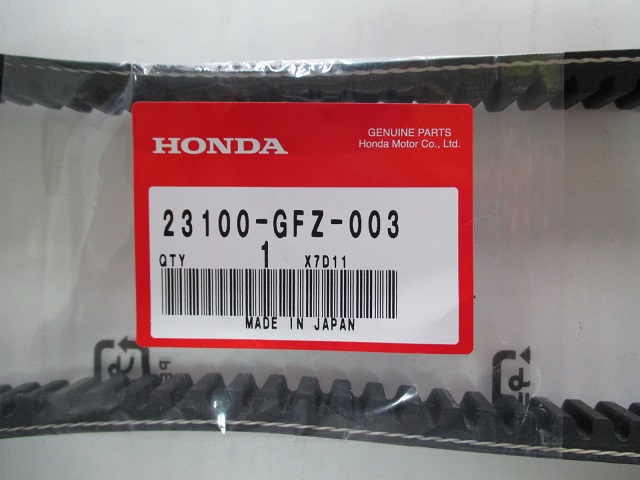 HONDA
GENUINE PARTS
Honda Motor Co., Ltd.
23100-GFZ-003
QTY 1 X7D11
MADE IN JAPAN